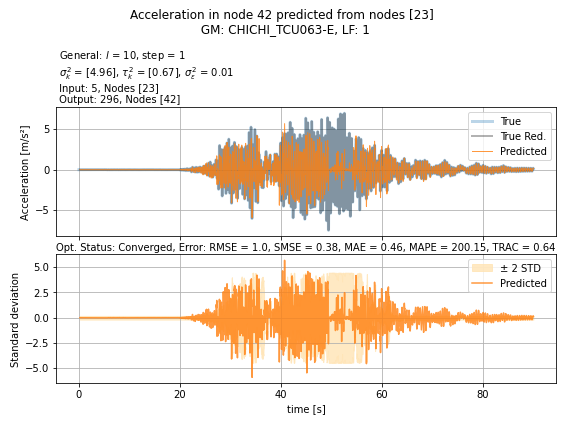 Acceleration in node 42 predicted from nodes [23]
GM: CHICHI_TCU063-E, LF: 1
General: l = 10, step = 1
σ²ₖ = [4.96], τ²ₖ = [0.67], σ²ε = 0.01
Input: 5, Nodes [23]
Output: 296, Nodes [42]
Acceleration [m/s²]
5
0
−5
True
True Red.
Predicted
Opt. Status: Converged, Error: RMSE = 1.0, SMSE = 0.38, MAE = 0.46, MAPE = 200.15, TRAC = 0.64
Standard deviation
5.0
2.5
0.0
−2.5
−5.0
± 2 STD
Predicted
0 20 40 60 80
time [s]